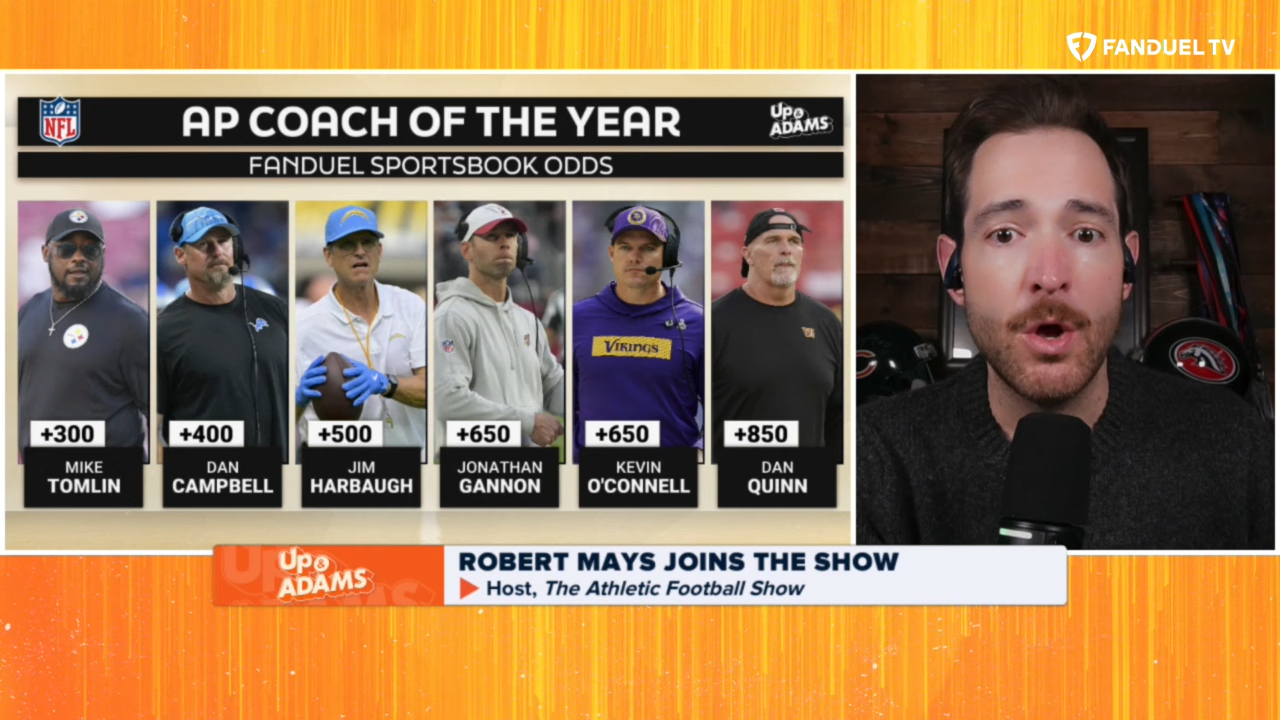 FANDUEL TV
NFL
AP COACH OF THE YEAR
Up & ADAMS
FANDUEL SPORTSBOOK ODDS
VIKINGS
+300
MIKE
TOMLIN
+400
DAN
CAMPBELL
+500
JIM
HARBAUGH
+650
JONATHAN
GANNON
+650
KEVIN
O'CONNELL
+850
DAN
QUINN
Up &
ADAMS
ROBERT MAYS JOINS THE SHOW
Host, The Athletic Football Show